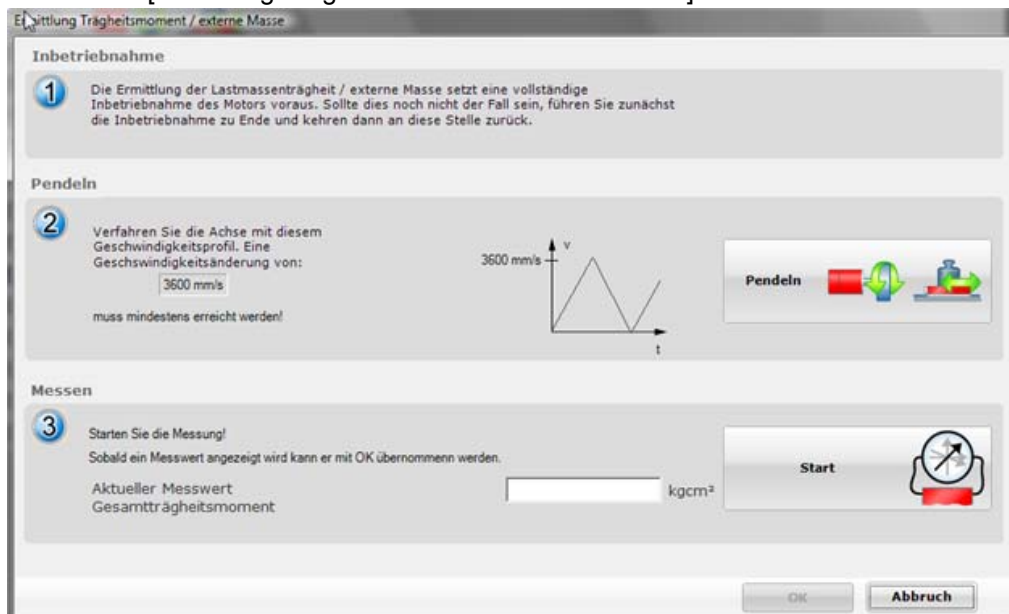 Ermittlung Trägheitsmoment / externe Masse
Inbetriebnahme
1
Die Ermittlung der Lastmassenträgheit / externe Masse setzt eine vollständige
Inbetriebnahme des Motors voraus. Sollte dies noch nicht der Fall sein, führen Sie zunächst
die Inbetriebnahme zu Ende und kehren dann an diese Stelle zurück.
Pendeln
2
Verfahren Sie die Achse mit diesem
Geschwindigkeitsprofil. Eine
Geschswindigkeitsänderung von:
3600 mm/s
muss mindestens erreicht werden!
v
3600 mm/s
t
Pendeln
Messen
3
Starten Sie die Messung!
Sobald ein Messwert angezeigt wird kann er mit OK übernommenn werden.
Aktueller Messwert
Gesamtträgheitsmoment
kgcm²
Start
OK
Abbruch